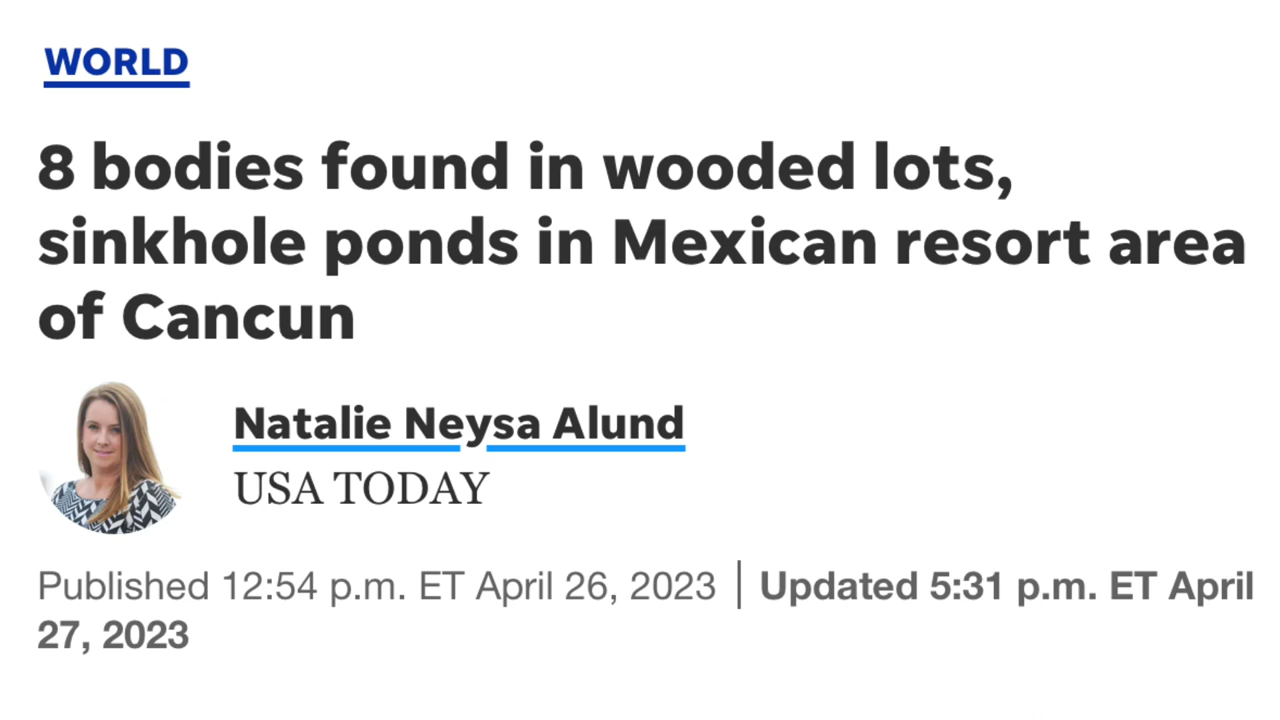 WORLD
8 bodies found in wooded lots,
sinkhole ponds in Mexican resort area
of Cancun
Natalie Neysa Alund
USA TODAY
Published 12:54 p.m. ET April 26, 2023 | Updated 5:31 p.m. ET April
27, 2023